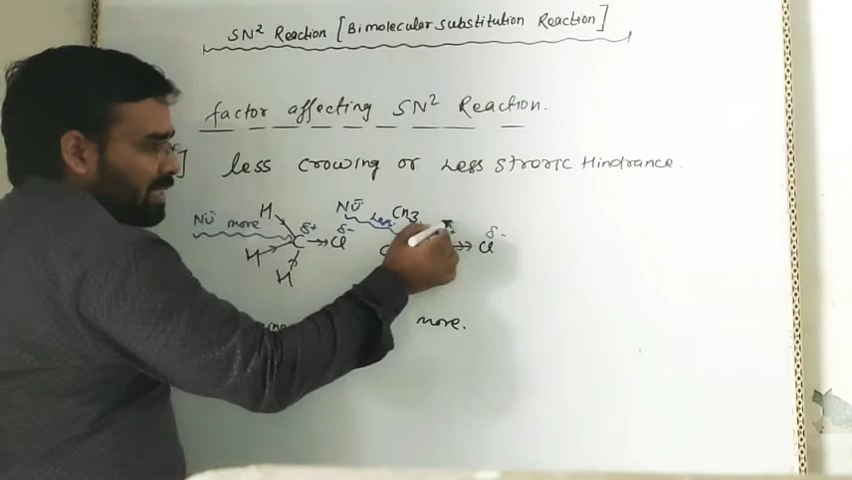 SN² Reaction [Bimolecular substitution Reaction]
factor affecting SN² Reaction.
] less crowing or Less Stroric Hindrance.
Nū more H C δ+ Cl δ-
H
H
Nū Less CH3 Cl δ-
more.